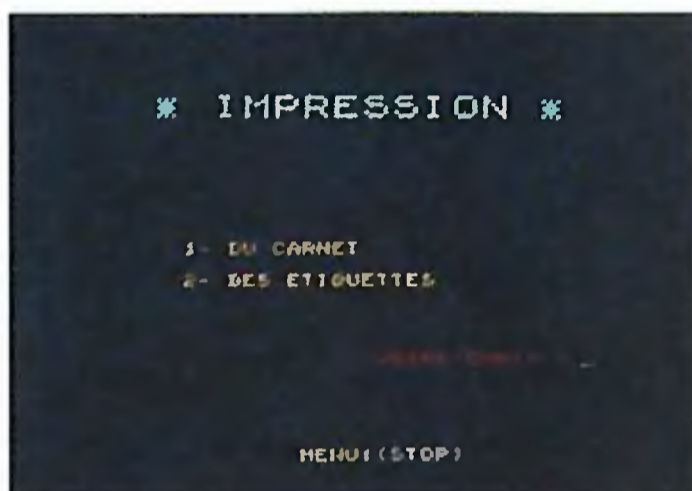 * IMPRESSION *
1- DU CARNET
2- DES ETIQUETTES
MENU:(STOP)